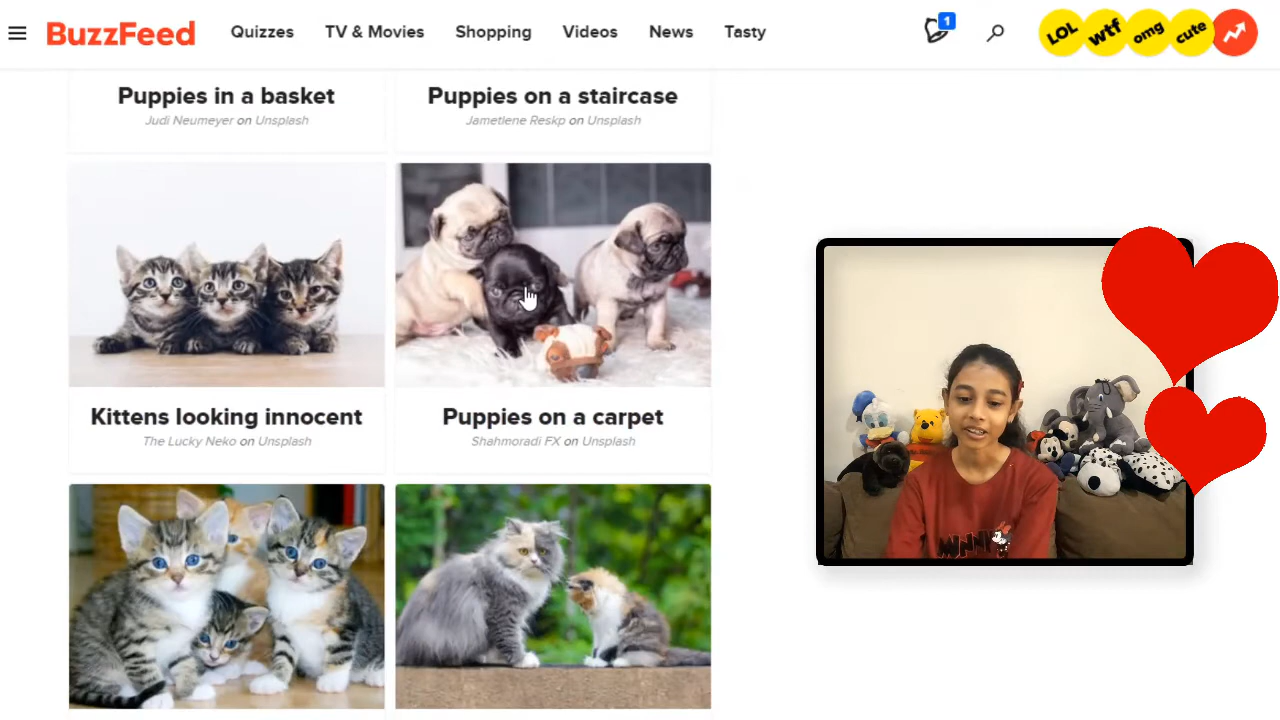 BuzzFeed Quizzes TV & Movies Shopping Videos News Tasty 1 LOL wtf omg cute
Puppies in a basket
Judi Neumeyer on Unsplash
Puppies on a staircase
Jametlene Reskp on Unsplash
Kittens looking innocent
The Lucky Neko on Unsplash
Puppies on a carpet
Shahmoradi FX on Unsplash